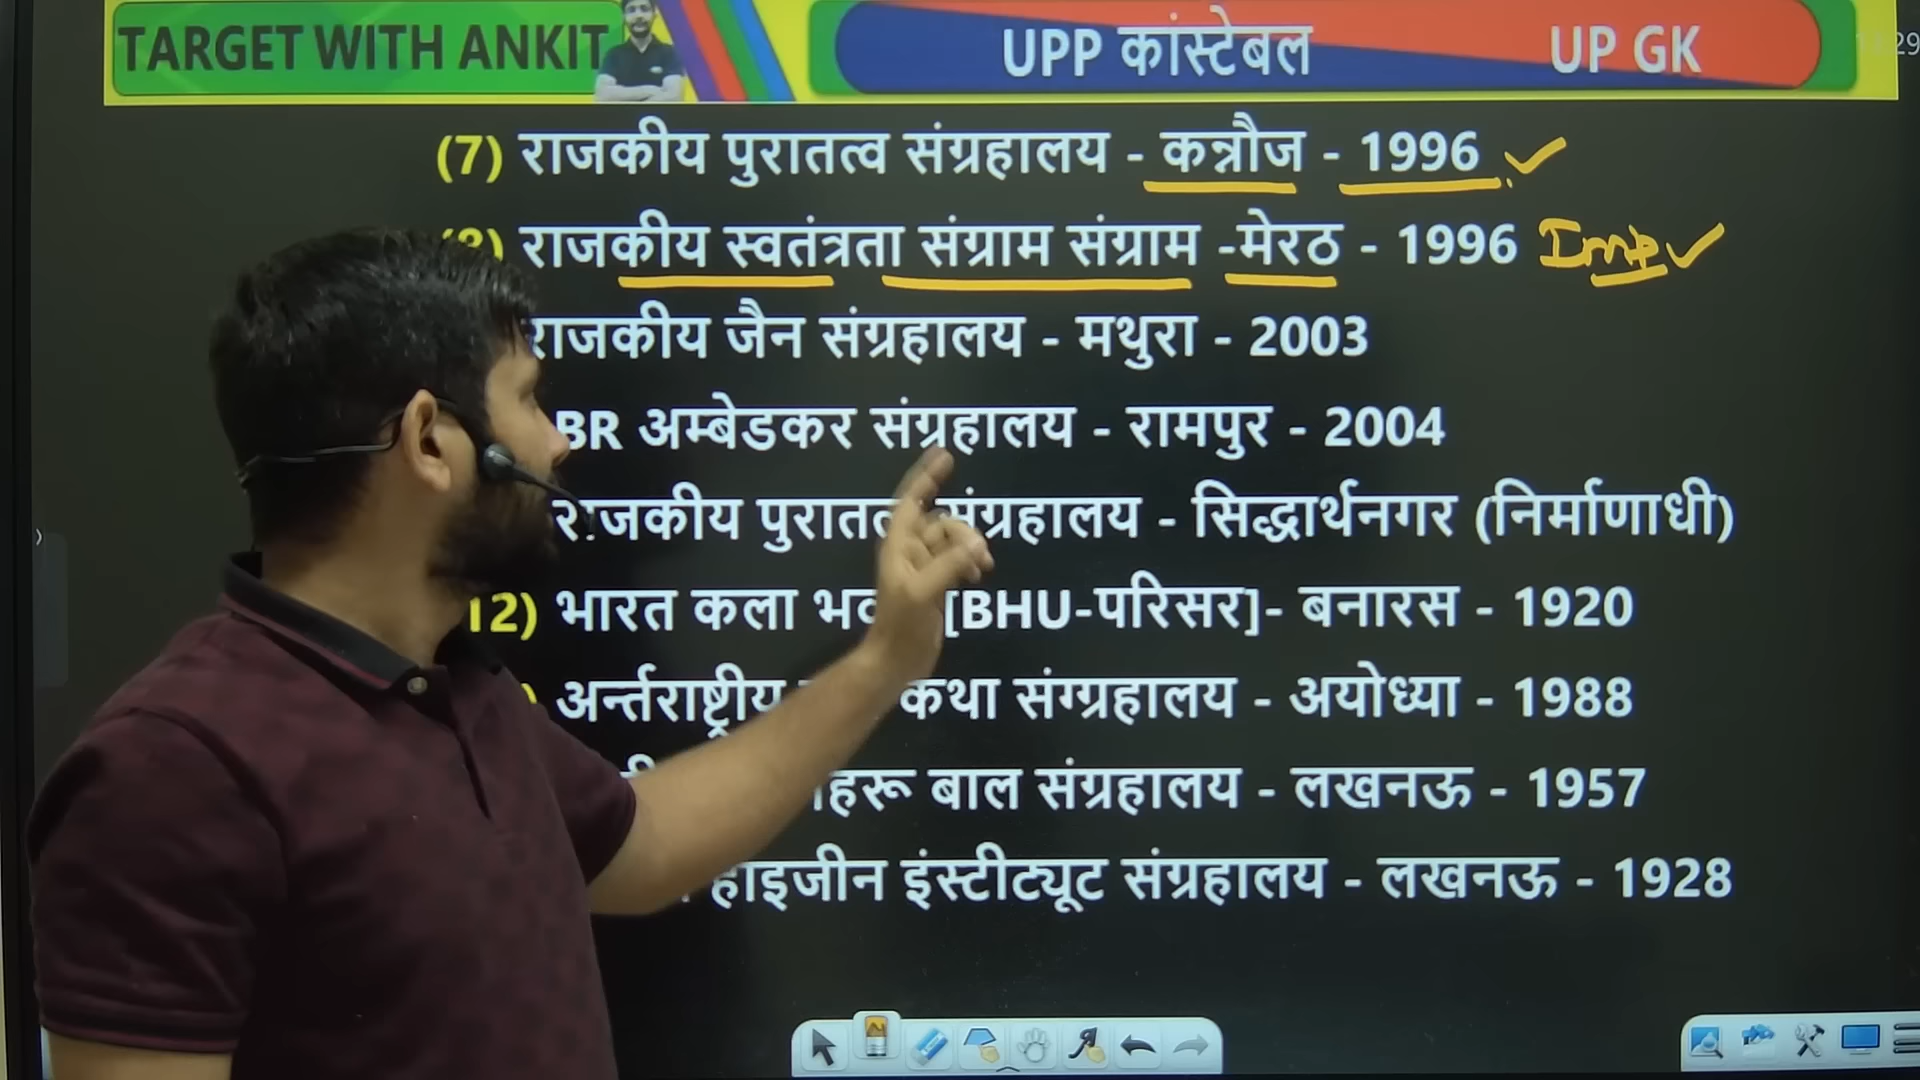 TARGET WITH ANKIT
UPP कांस्टेबल UP GK
29
(7) राजकीय पुरातत्व संग्रहालय - कन्नौज - 1996
राजकीय स्वतंत्रता संग्राम संग्राम -मेरठ - 1996 Imp
राजकीय जैन संग्रहालय - मथुरा - 2003
BR अम्बेडकर संग्रहालय - रामपुर - 2004
राजकीय संग्रहालय - सिद्धार्थनगर (निर्माणाधी)
12) भारत कला [BHU-परिसर]- बनारस - 1920
अर्न्तराष्ट्रीय कथा संग्ग्रहालय - अयोध्या - 1988
बाल संग्रहालय - लखनऊ - 1957
हाइजीन इंस्टीट्यूट संग्रहालय - लखनऊ - 1928